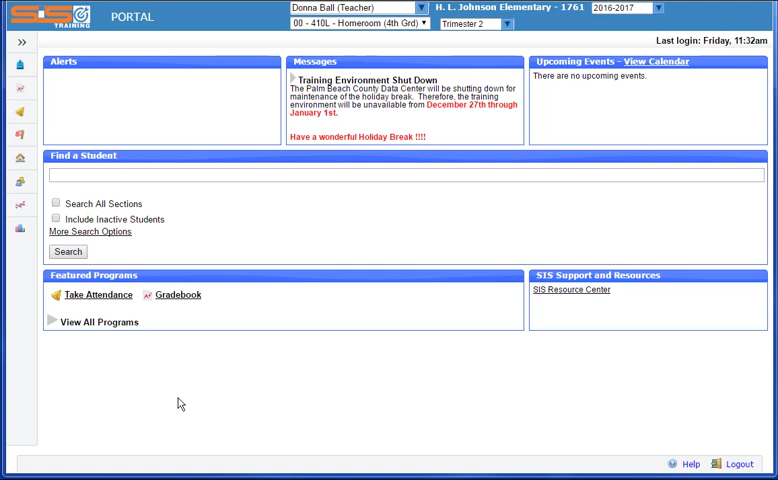 SIS TRAINING PORTAL Donna Ball (Teacher) H. L. Johnson Elementary - 1761 2016-2017
00 - 410L - Homeroom (4th Grd) Trimester 2
Last login: Friday, 11:32am
Alerts
Messages
Training Environment Shut Down
The Palm Beach County Data Center will be shutting down for
maintenance of the holiday break. Therefore, the training
environment will be unavailable from December 27th through
January 1st.
Have a wonderful Holiday Break !!!!
Upcoming Events - View Calendar
There are no upcoming events.
Find a Student
Search All Sections
Include Inactive Students
More Search Options
Search
Featured Programs
Take Attendance Gradebook
View All Programs
SIS Support and Resources
SIS Resource Center
Help Logout